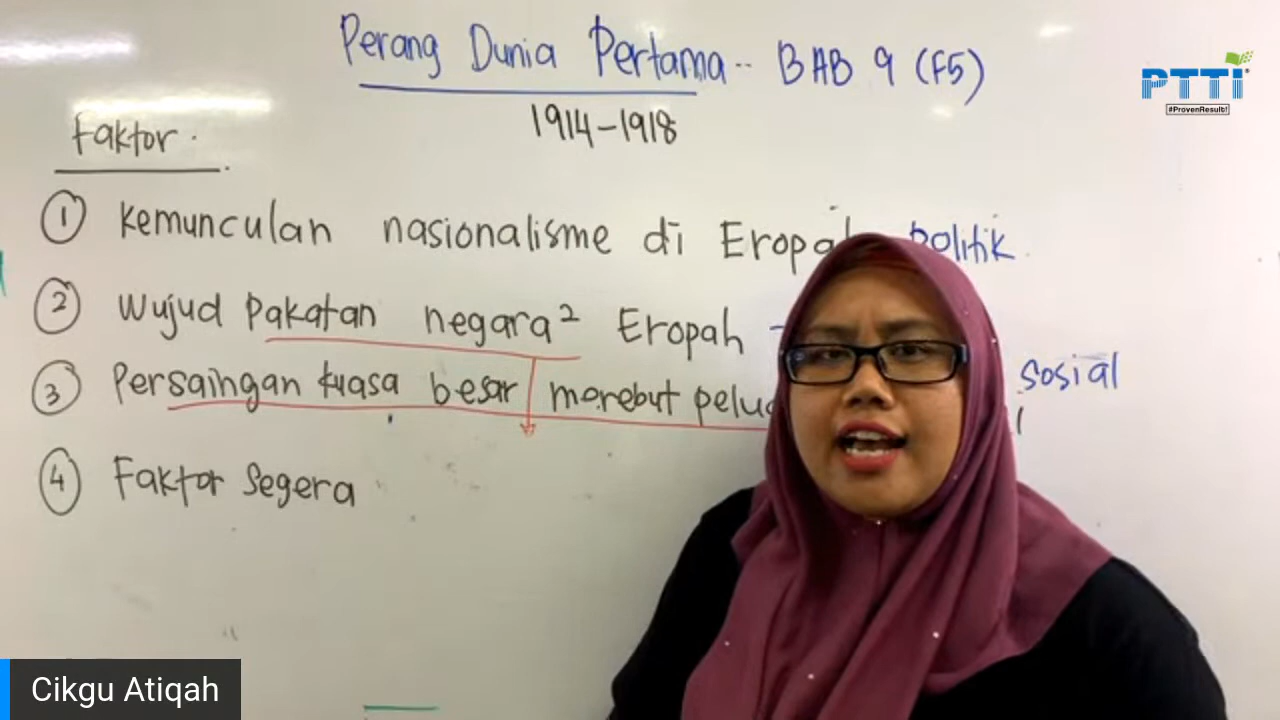 Perang Dunia Pertama.. BAB 9 (F5)
1914-1918
PTTI
#ProvenResult!
Faktor.
1 Kemunculan nasionalisme di Eropah politik
2 Wujud pakatan negara² Eropah
sosial
3 Persaingan kuasa besar merebut
4 Faktor Segera
Cikgu Atiqah